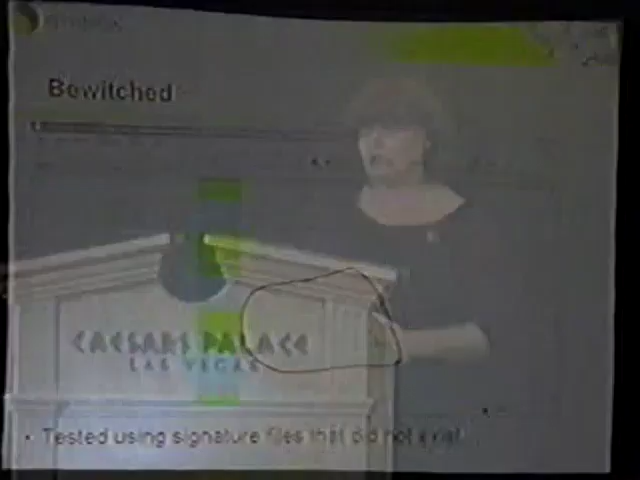 Bewitched
CAESARS PALACE
LAS VEGAS
• Tested using signature files that did not exist